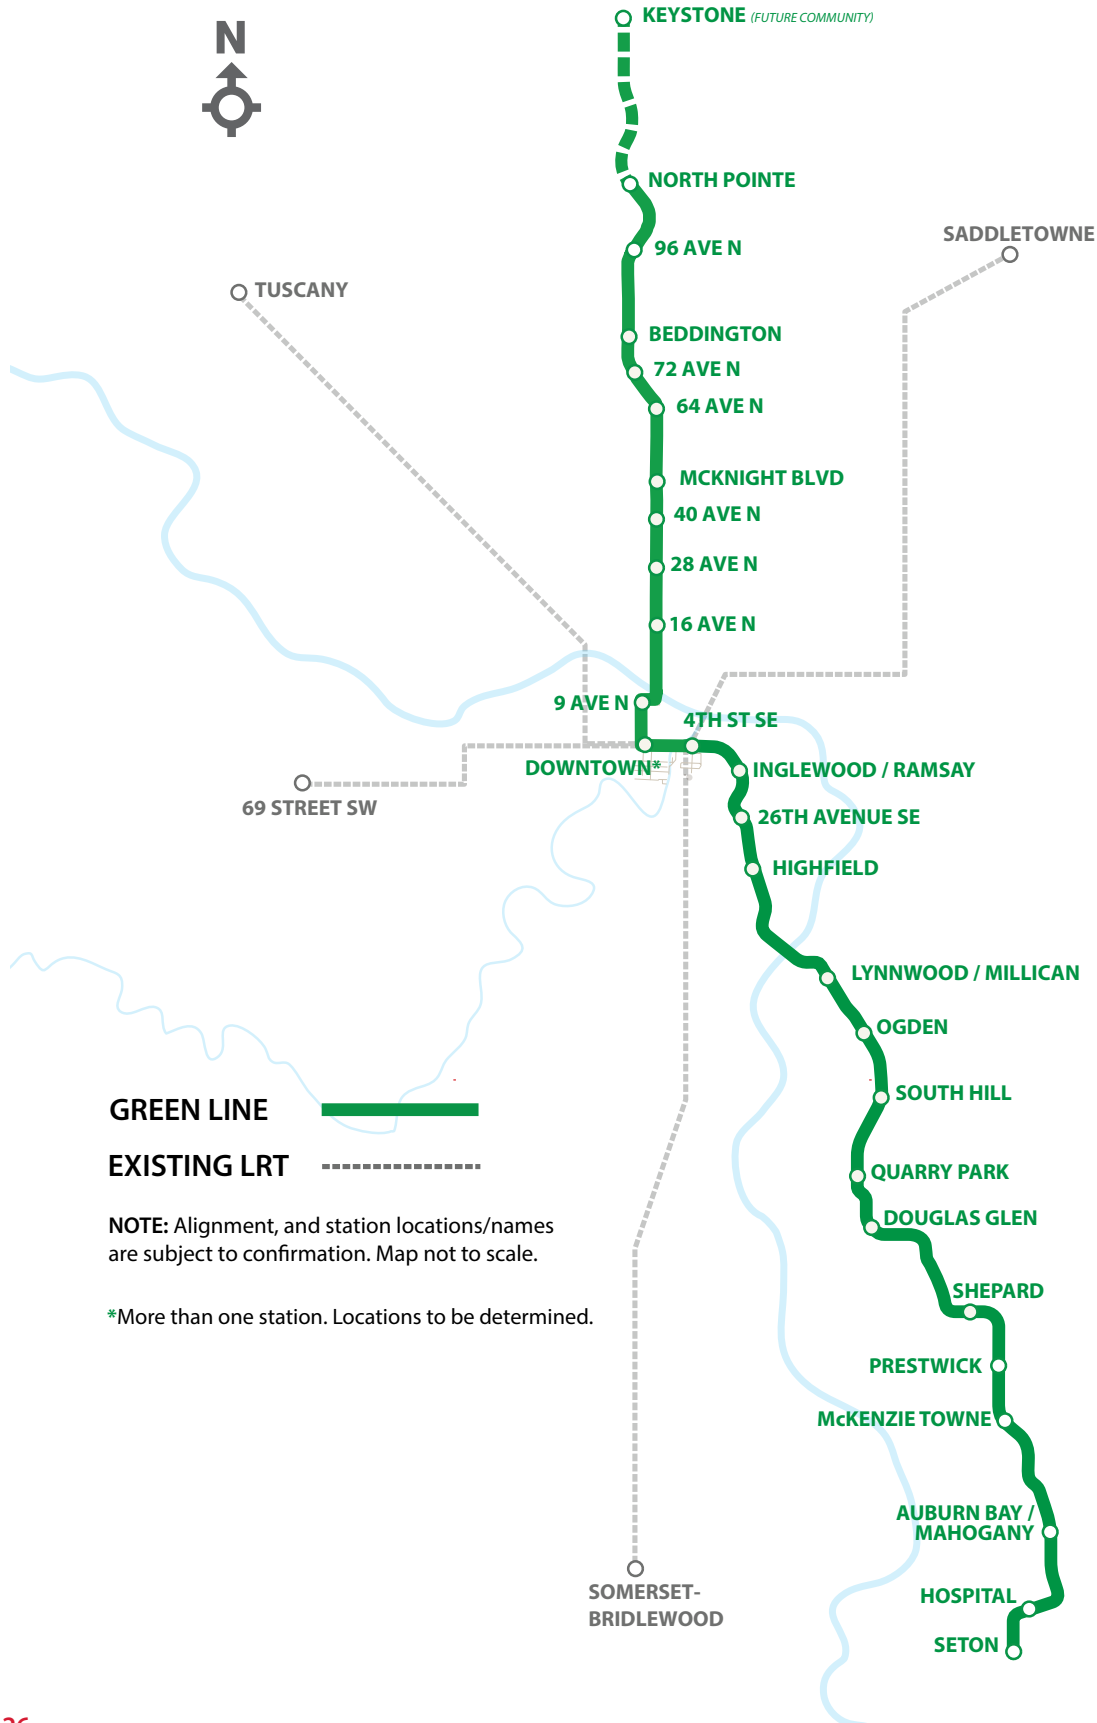 N
KEYSTONE (FUTURE COMMUNITY)
NORTH POINTE
SADDLETOWNE
96 AVE N
TUSCANY
BEDDINGTON
72 AVE N
64 AVE N
MCKNIGHT BLVD
40 AVE N
28 AVE N
16 AVE N
9 AVE N
4TH ST SE
DOWNTOWN*
INGLEWOOD / RAMSAY
69 STREET SW
26TH AVENUE SE
HIGHFIELD
LYNNWOOD / MILLICAN
OGDEN
SOUTH HILL
GREEN LINE
EXISTING LRT
QUARRY PARK
DOUGLAS GLEN
NOTE: Alignment, and station locations/names
are subject to confirmation. Map not to scale.
SHEPARD
*More than one station. Locations to be determined.
PRESTWICK
McKENZIE TOWNE
AUBURN BAY /
MAHOGANY
SOMERSET-
BRIDLEWOOD
HOSPITAL
SETON